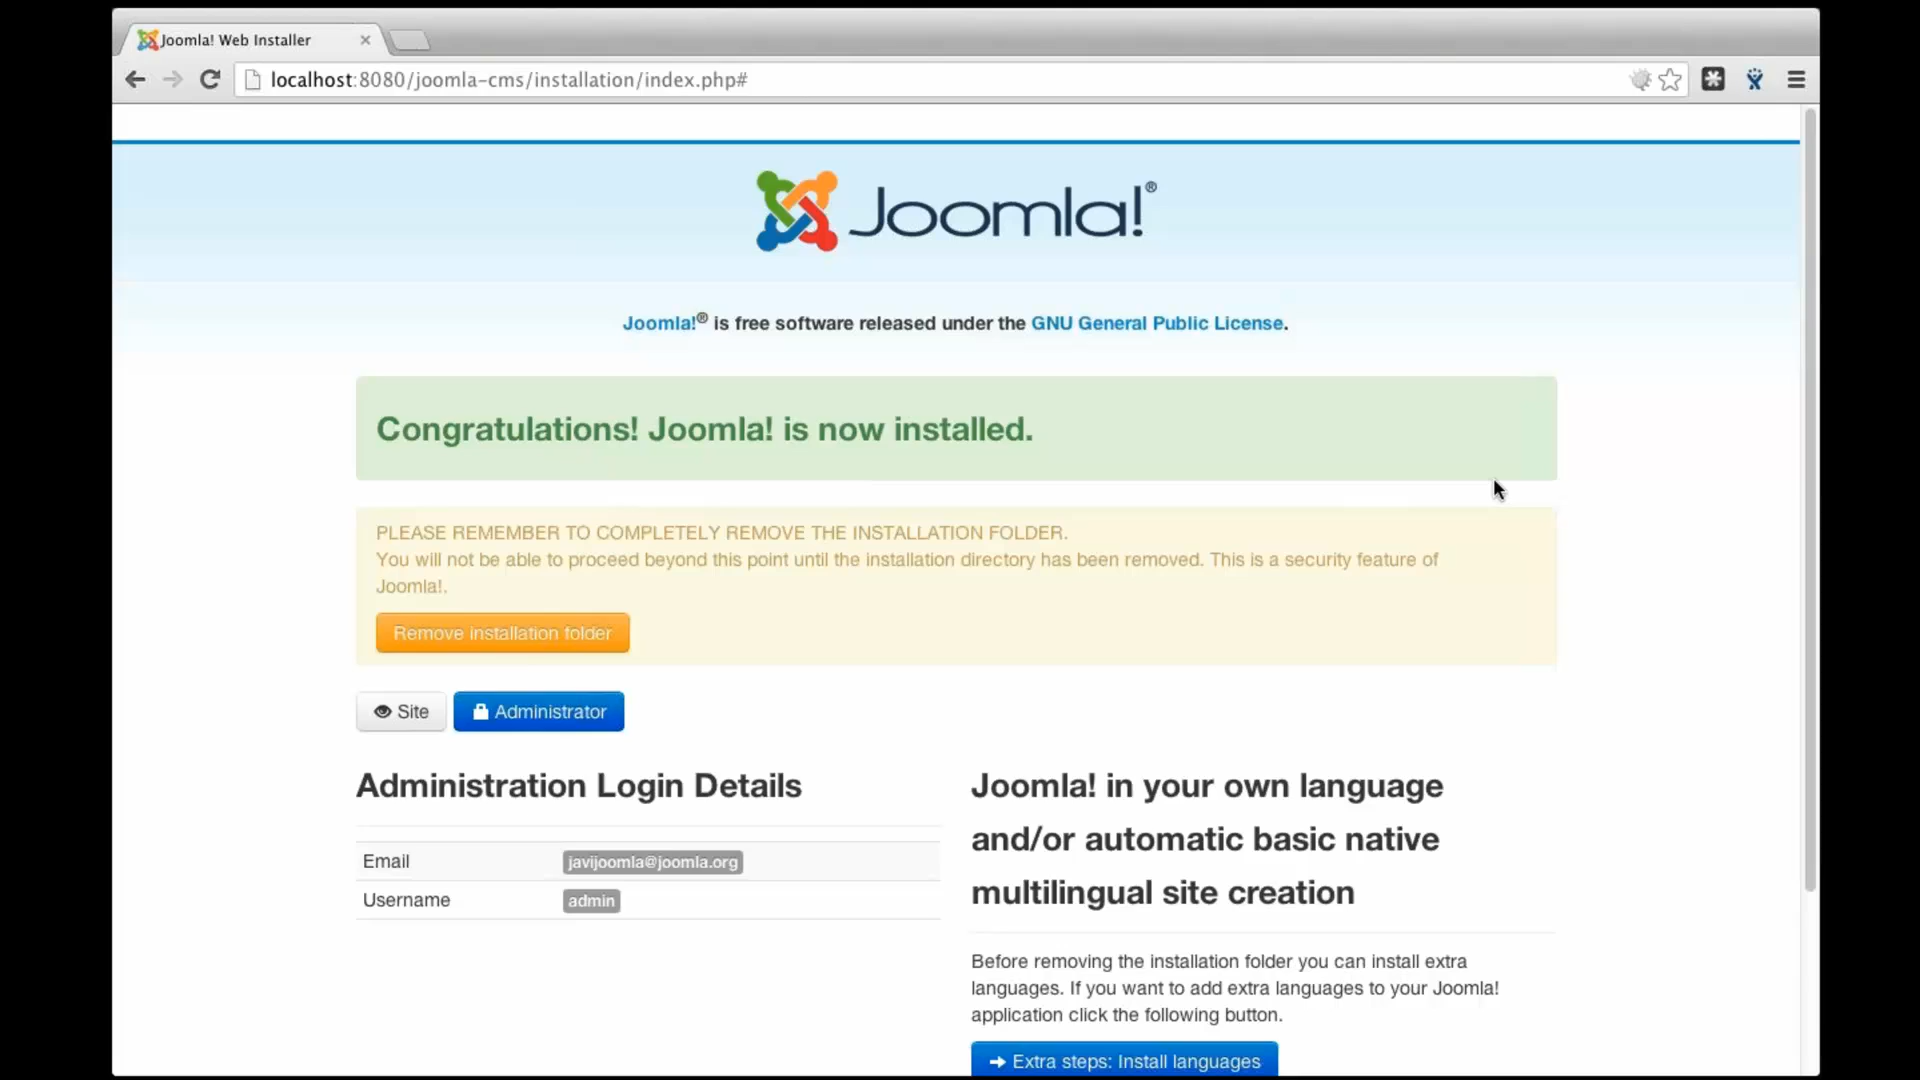 Joomla! Web Installer
localhost:8080/joomla-cms/installation/index.php#
Joomla!®
Joomla!® is free software released under the GNU General Public License.
Congratulations! Joomla! is now installed.
PLEASE REMEMBER TO COMPLETELY REMOVE THE INSTALLATION FOLDER.
You will not be able to proceed beyond this point until the installation directory has been removed. This is a security feature of
Joomla!.
Remove installation folder
Site
Administrator
Administration Login Details
Email javijoomla@joomla.org
Username admin
Joomla! in your own language
and/or automatic basic native
multilingual site creation
Before removing the installation folder you can install extra
languages. If you want to add extra languages to your Joomla!
application click the following button.
Extra steps: Install languages